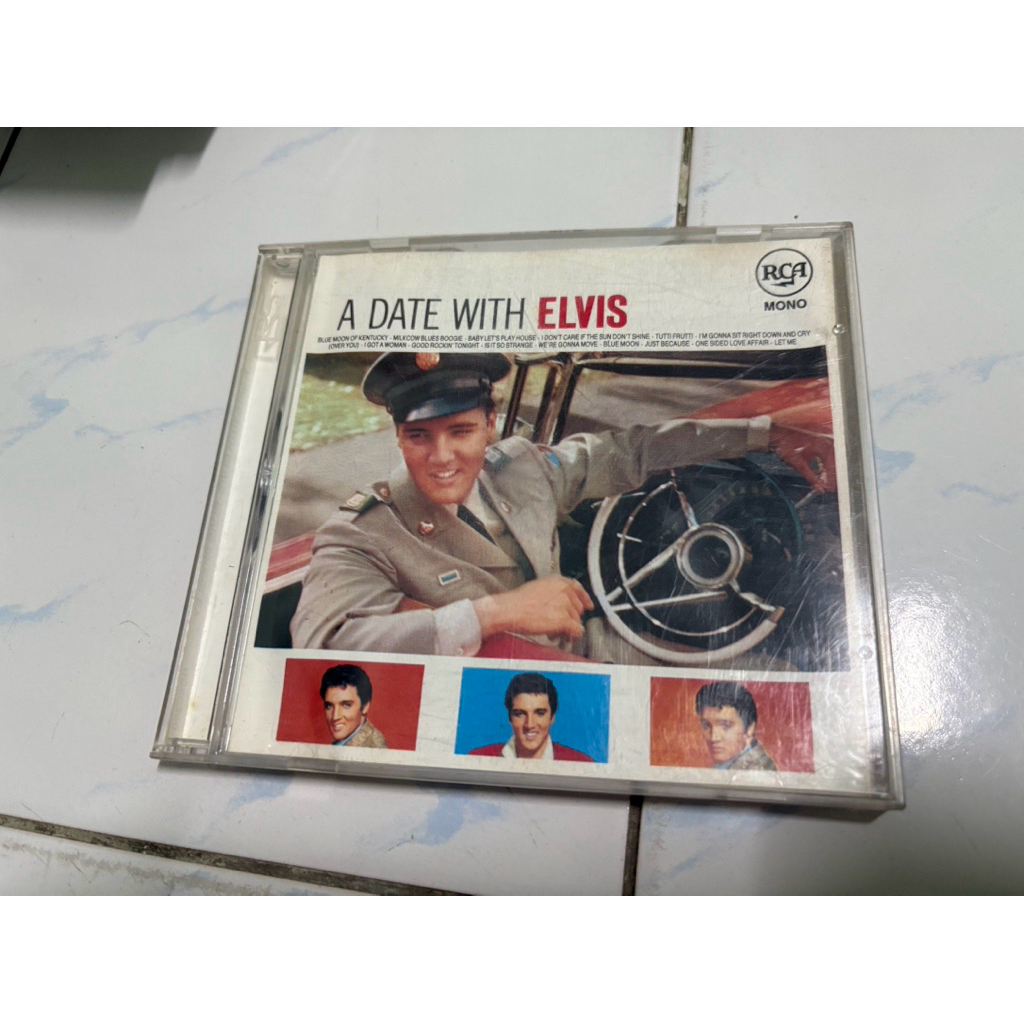 RCA
MONO
A DATE WITH ELVIS
BLUE MOON OF KENTUCKY - MILKCOW BLUES BOOGIE - BABY LET'S PLAY HOUSE - I DON'T CARE IF THE SUN DON'T SHINE - TUTTI FRUTTI - I'M GONNA SIT RIGHT DOWN AND CRY
(OVER YOU) - I GOT A WOMAN - GOOD ROCKIN' TONIGHT - IS IT SO STRANGE - WE'RE GONNA MOVE - BLUE MOON - JUST BECAUSE - ONE SIDED LOVE AFFAIR - LET ME